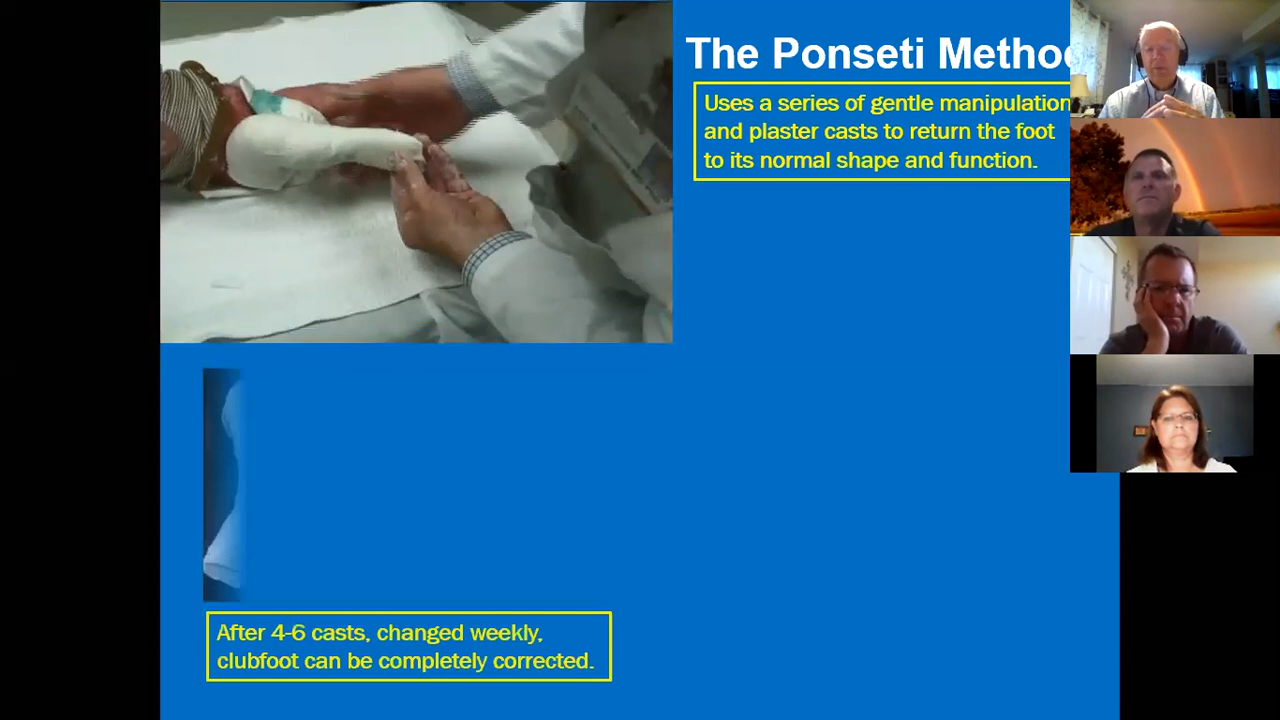 The Ponseti Metho
Uses a series of gentle manipulation
and plaster casts to return the foot
to its normal shape and function.
After 4-6 casts, changed weekly,
clubfoot can be completely corrected.